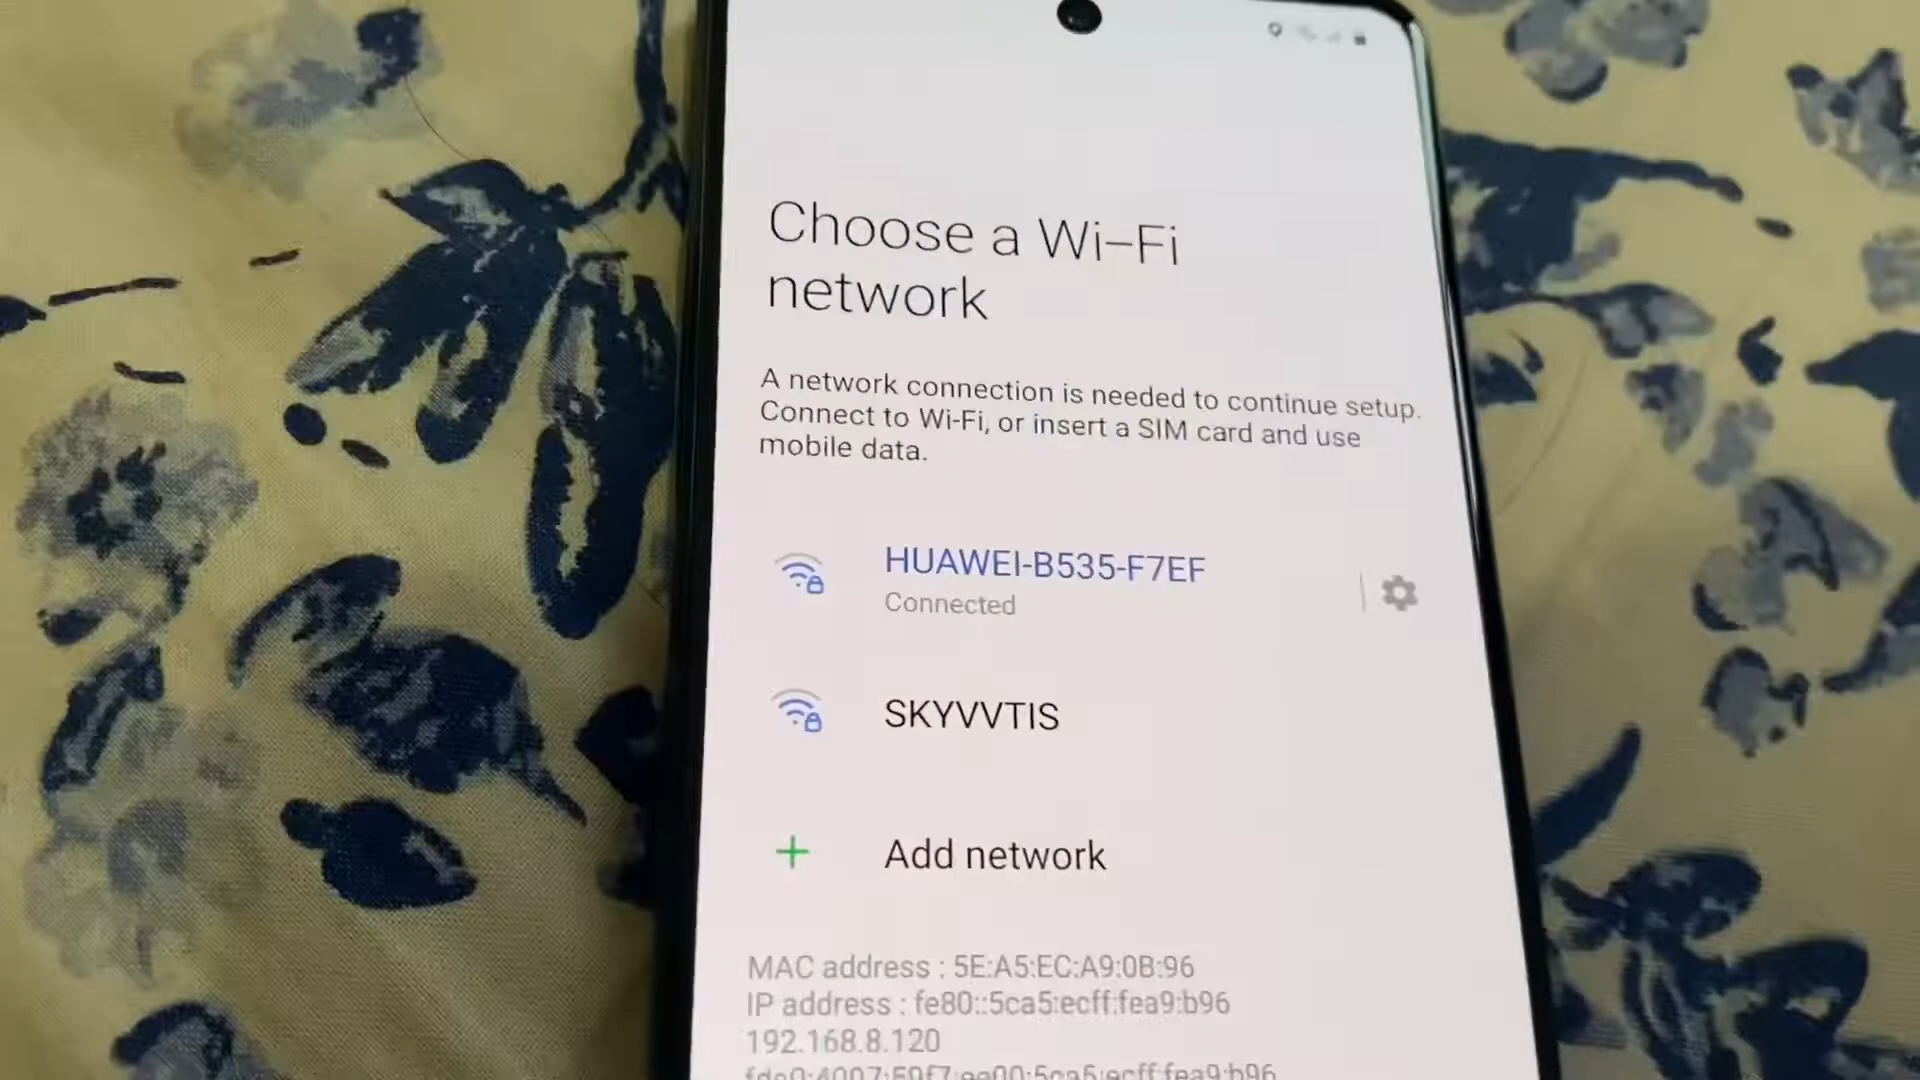 Choose a Wi-Fi
network
A network connection is needed to continue setup.
Connect to Wi-Fi, or insert a SIM card and use
mobile data.
HUAWEI-B535-F7EF
Connected
SKYVVTIS
Add network
MAC address : 5E:A5:EC:A9:0B:96
IP address : fe80::5ca5:ecff:fea9:b96
192.168.8.120